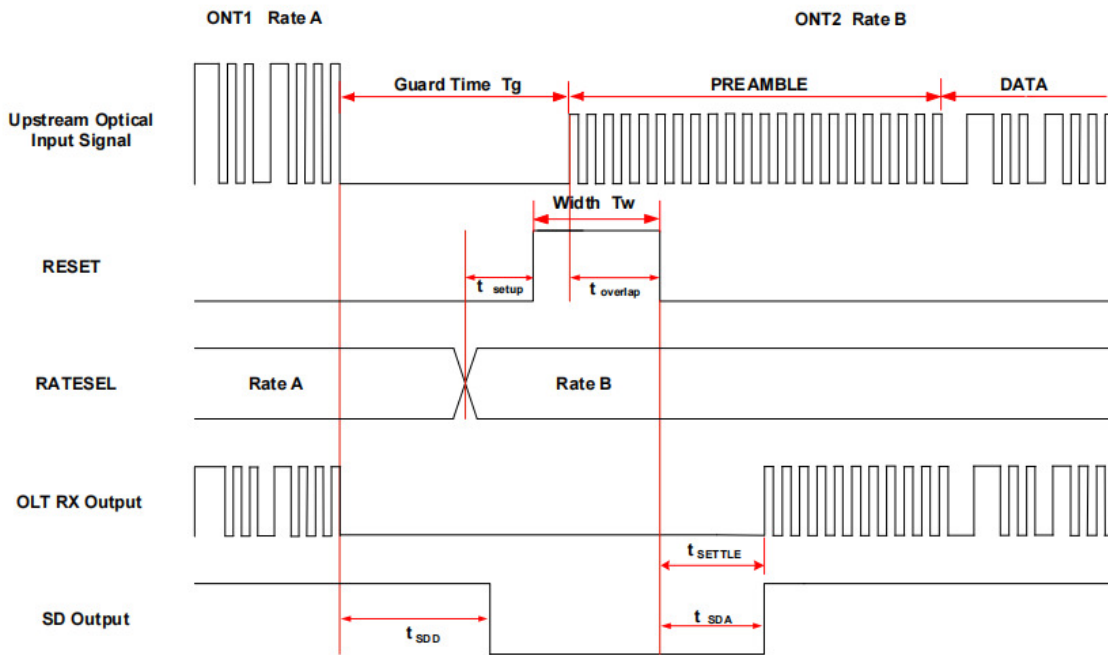 ONT1 Rate A
ONT2 Rate B
Guard Time Tg
PREAMBLE
DATA
Upstream Optical
Input Signal
Width Tw
RESET
t setup
t overlap
RATESEL
Rate A
Rate B
OLT RX Output
t SETTLE
SD Output
t SDD
t SDA